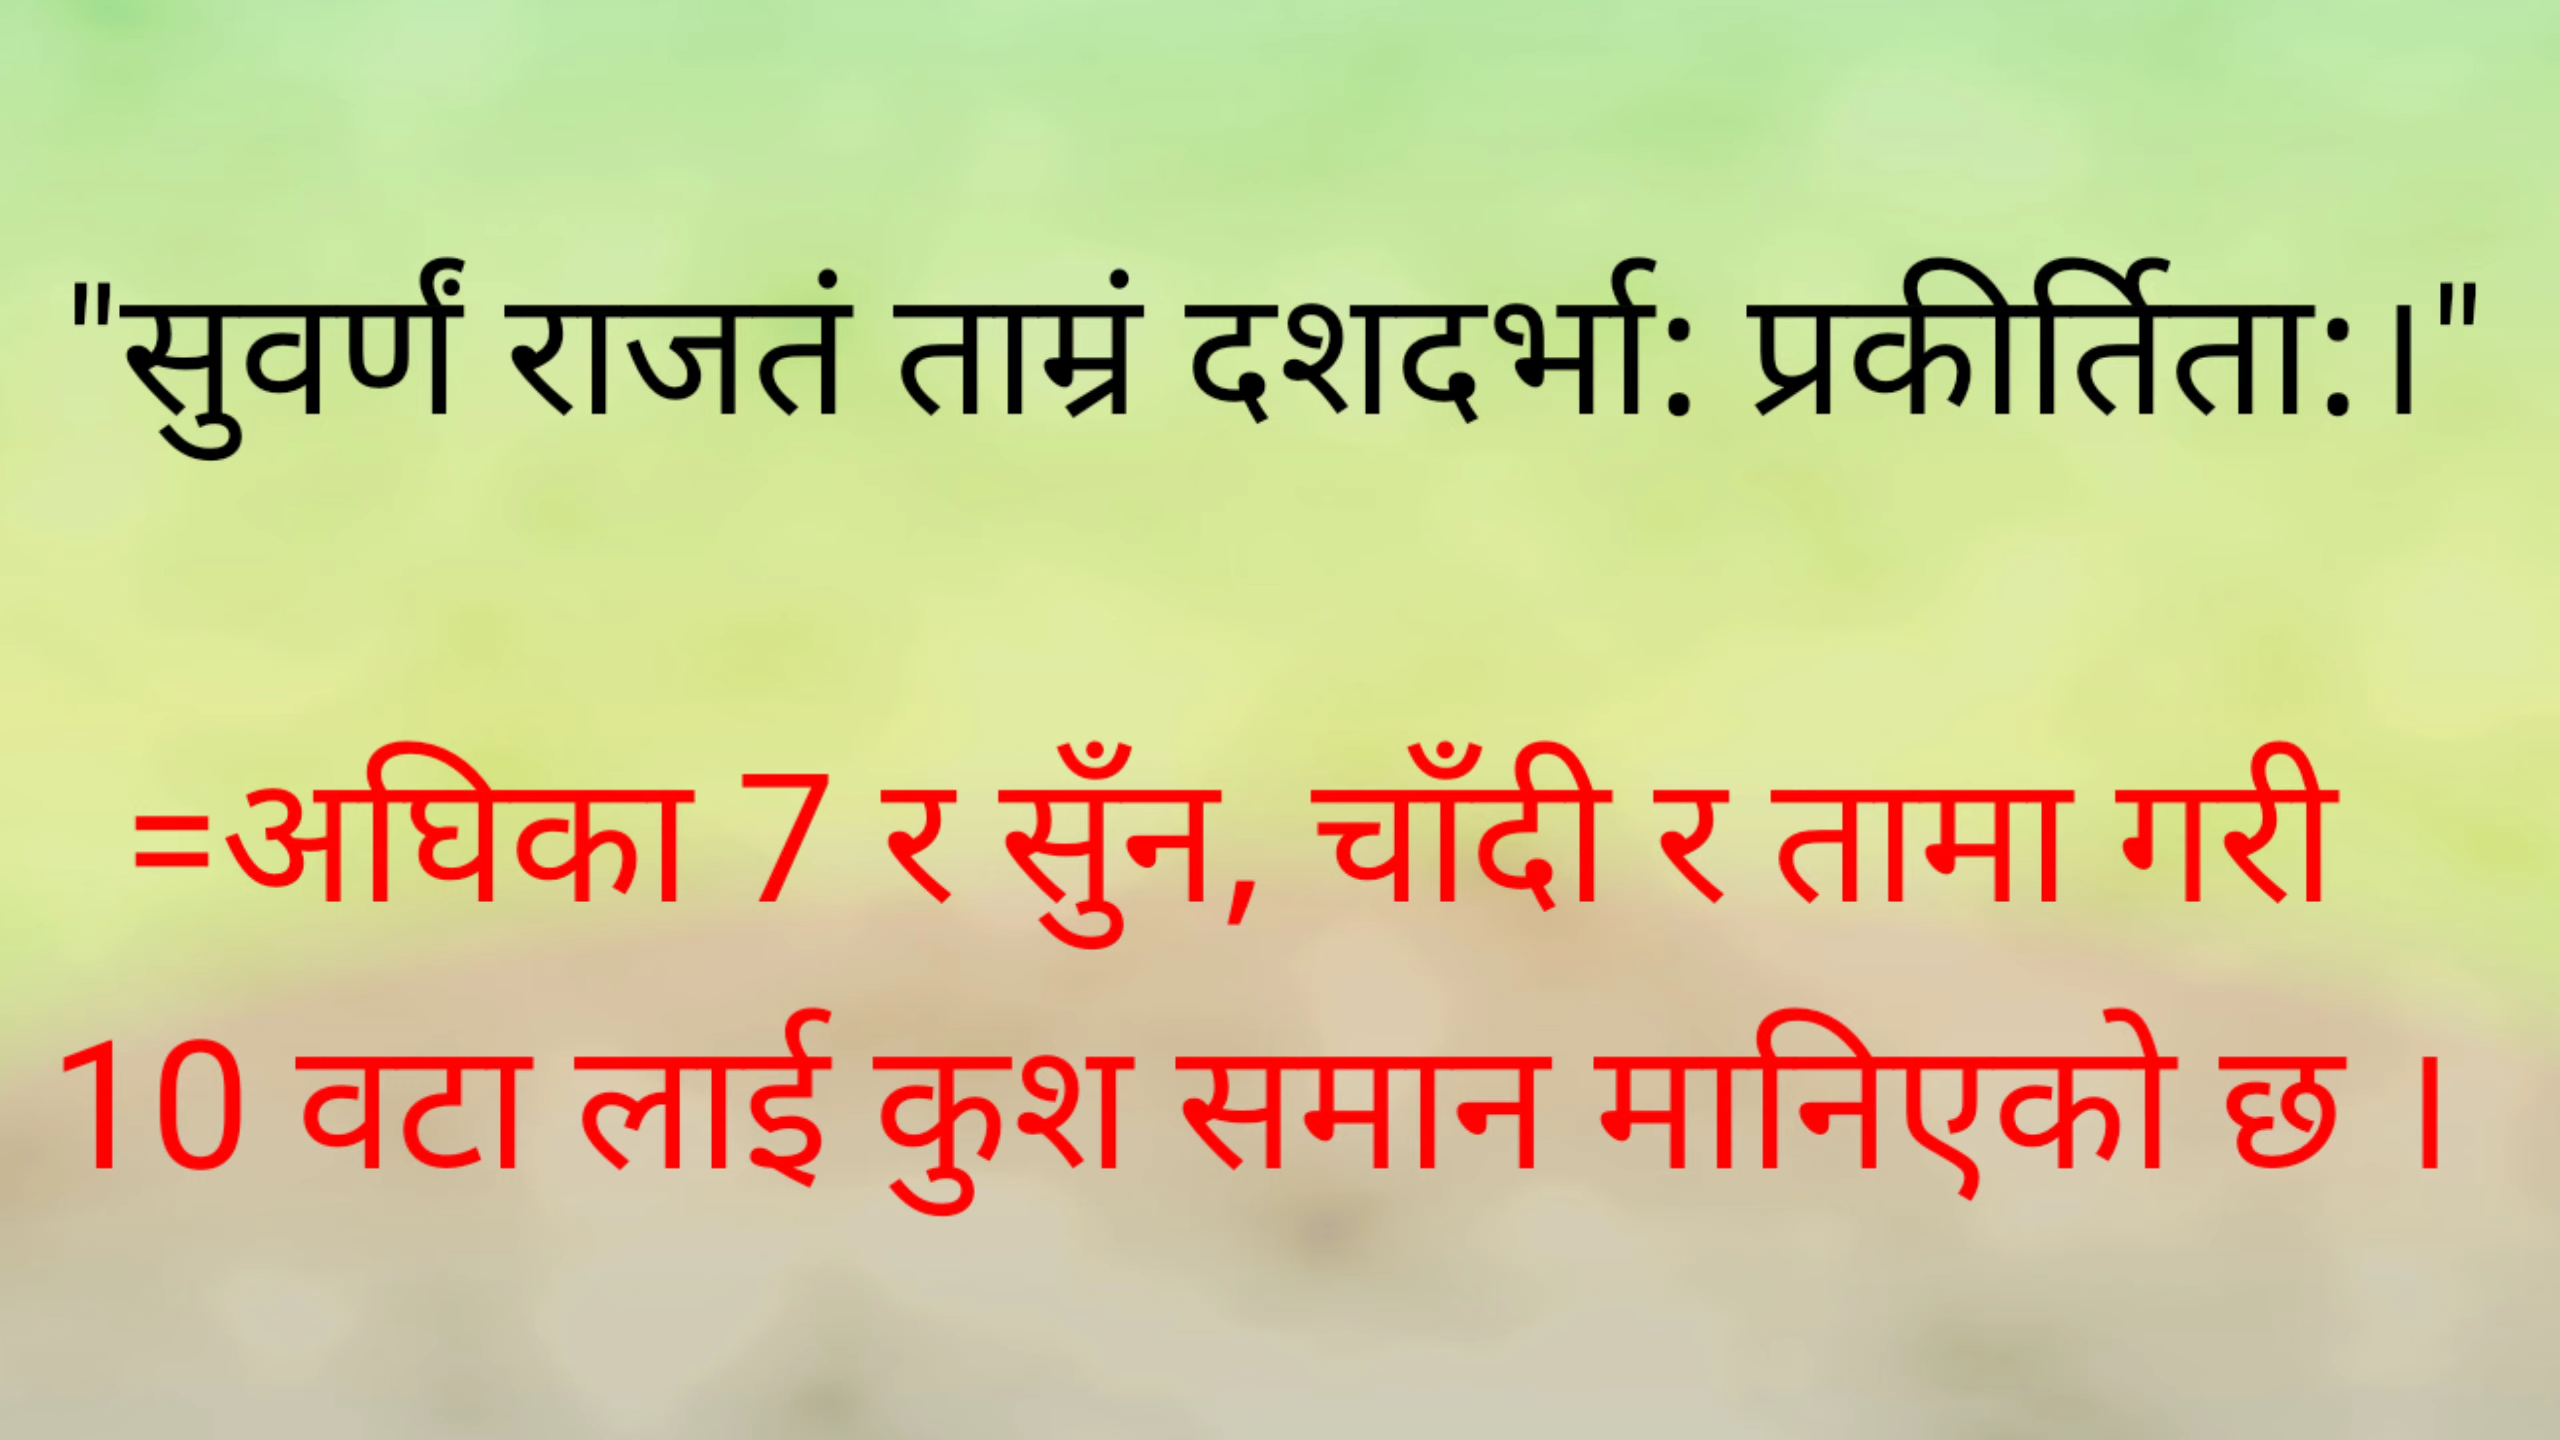 "सुवर्णं राजतं ताम्रं दशदर्भा: प्रकीर्तिता:।"
=अघिका 7 र सुँन, चाँदी र तामा गरी
10 वटा लाई कुश समान मानिएको छ ।